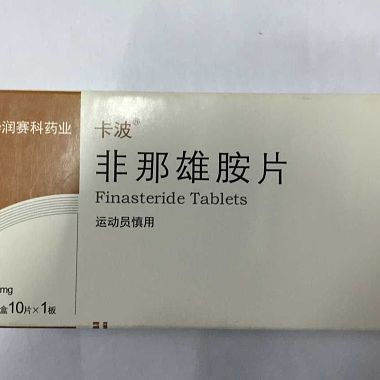 润赛科药业
卡波®
非那雄胺片
Finasteride Tablets
运动员慎用
mg
盒10片×1板